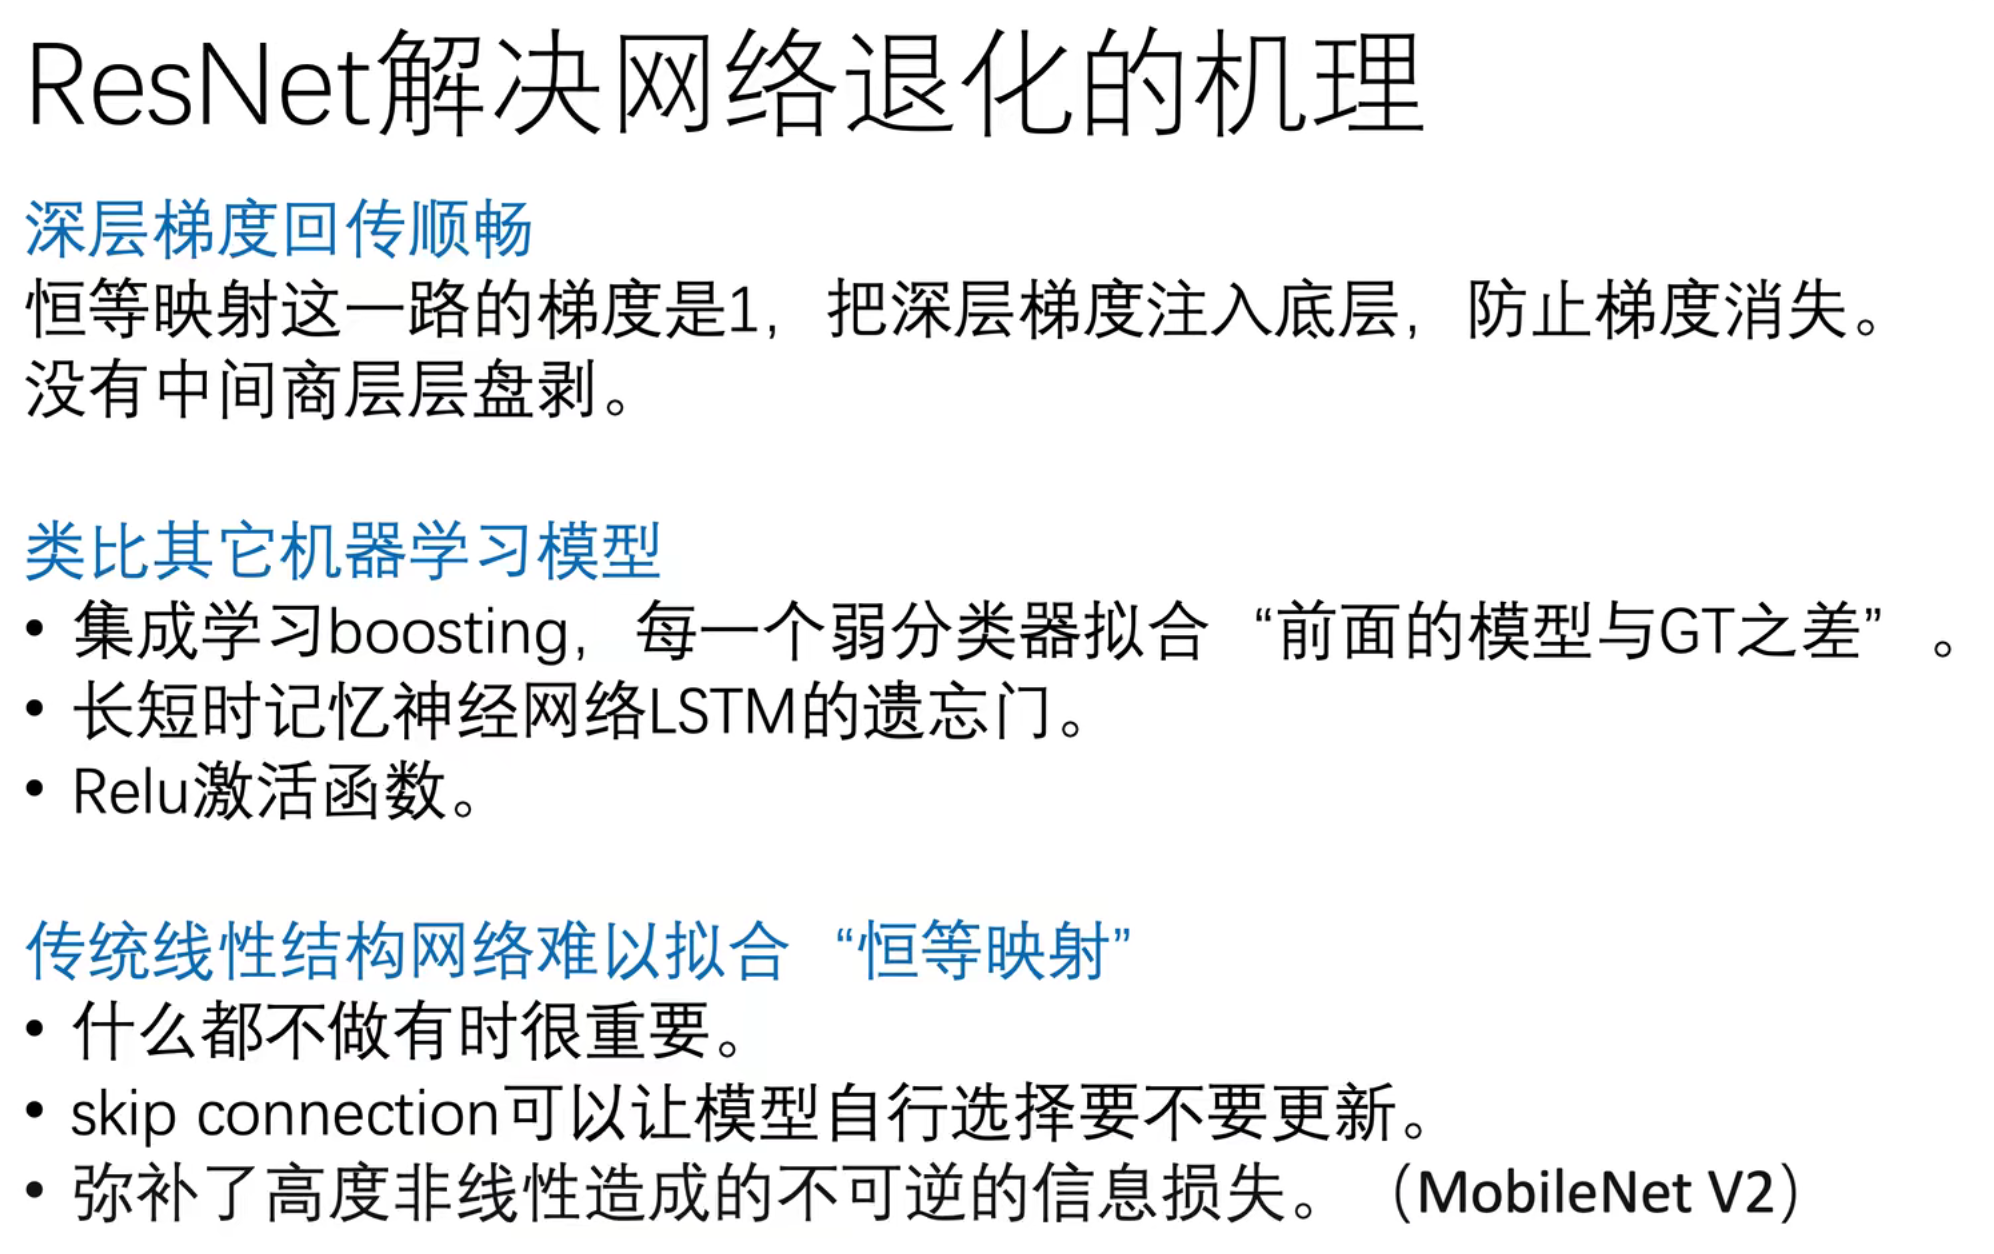 ResNet解决网络退化的机理
深层梯度回传顺畅
恒等映射这一路的梯度是1，把深层梯度注入底层，防止梯度消失。
没有中间商层层盘剥。
类比其它机器学习模型
• 集成学习boosting，每一个弱分类器拟合“前面的模型与GT之差”。
• 长短时记忆神经网络LSTM的遗忘门。
• Relu激活函数。
传统线性结构网络难以拟合“恒等映射”
• 什么都不做有时很重要。
• skip connection可以让模型自行选择要不要更新。
• 弥补了高度非线性造成的不可逆的信息损失。（MobileNet V2）